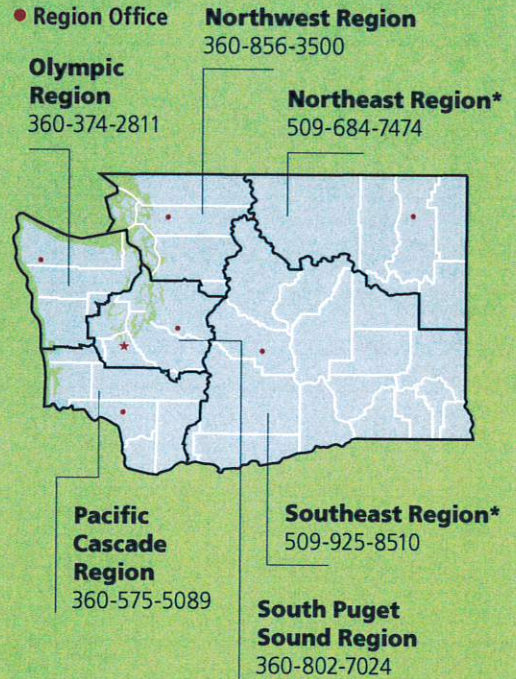 Region Office
Northwest Region
360-856-3500
Olympic
Region
360-374-2811
Northeast Region*
509-684-7474
Pacific
Cascade
Region
360-575-5089
Southeast Region*
509-925-8510
South Puget
Sound Region
360-802-7024